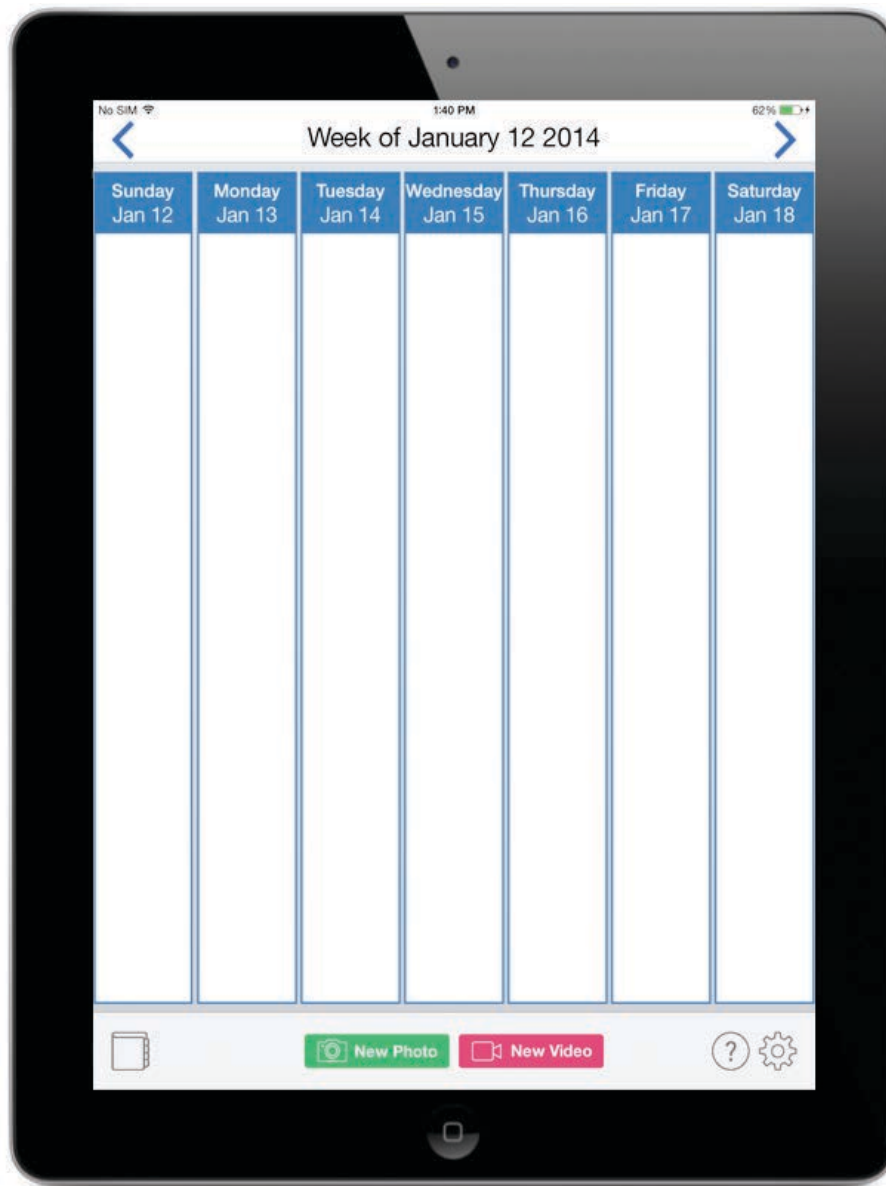 No SIM 1:40 PM 62%
Week of January 12 2014
Sunday Monday Tuesday Wednesday Thursday Friday Saturday
Jan 12 Jan 13 Jan 14 Jan 15 Jan 16 Jan 17 Jan 18
New Photo New Video ?